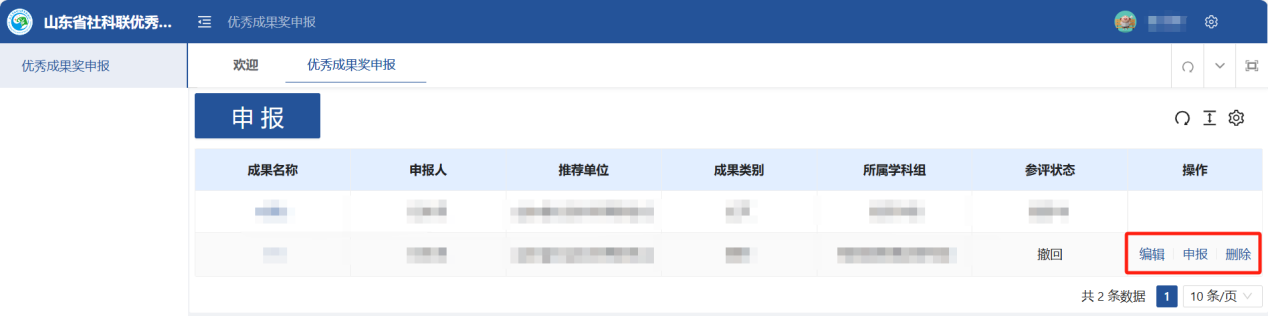 山东省社科联优秀... 优秀成果奖申报
优秀成果奖申报 欢迎 优秀成果奖申报
申 报
成果名称 申报人 推荐单位 成果类别 所属学科组 参评状态 操作
撤回 编辑 申报 删除
共 2 条数据 1 10 条/页